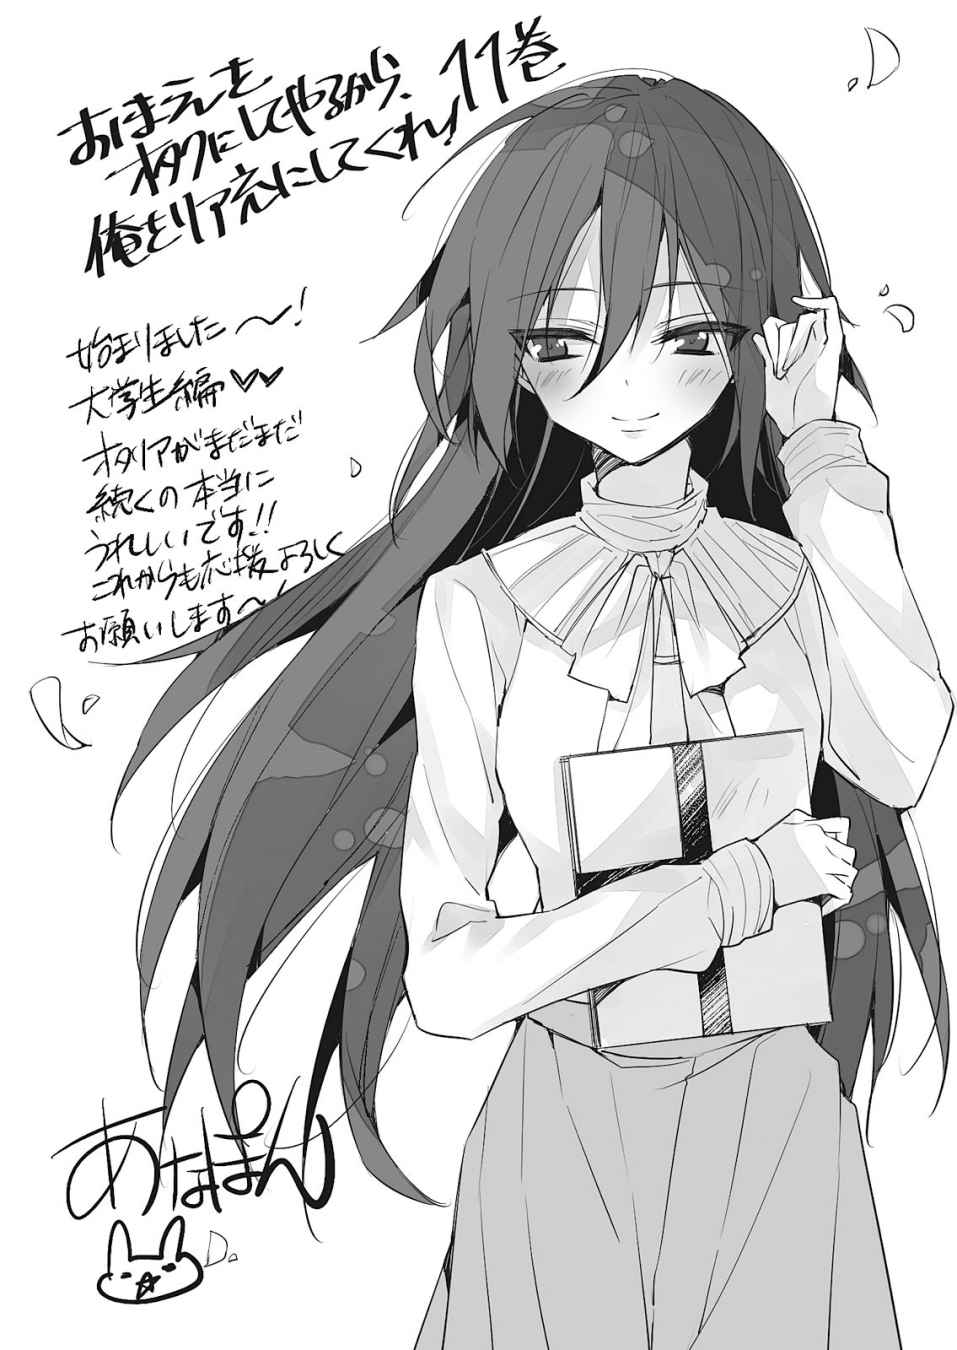 おまえを
オタクにしてやるから、
俺をリア充にしてくれ! 11巻
始まりました〜!
大学生編♥♥
オタリアがまだまだ
続くの本当に
うれしいです!!
これからも応援よろしく
お願いします〜!
あなぽん